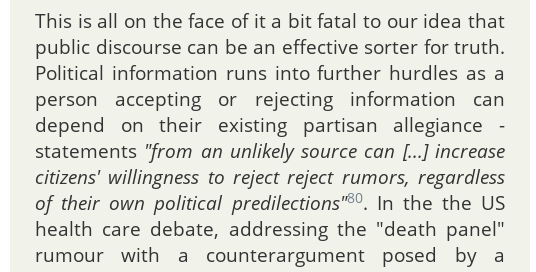 This is all on the face of it a bit fatal to our idea that
public discourse can be an effective sorter for truth.
Political information runs into further hurdles as a
person accepting or rejecting information can
depend on their existing partisan allegiance -
statements "from an unlikely source can [...] increase
citizens' willingness to reject reject rumors, regardless
of their own political predilections"80. In the the US
health care debate, addressing the "death panel"
rumour with a counterargument posed by a